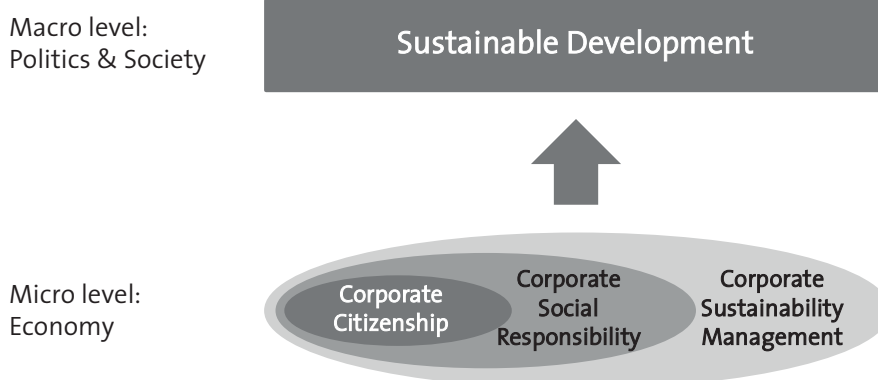 Macro level:
Politics & Society
Sustainable Development
Micro level:
Economy
Corporate
Citizenship
Corporate
Social
Responsibility
Corporate
Sustainability
Management